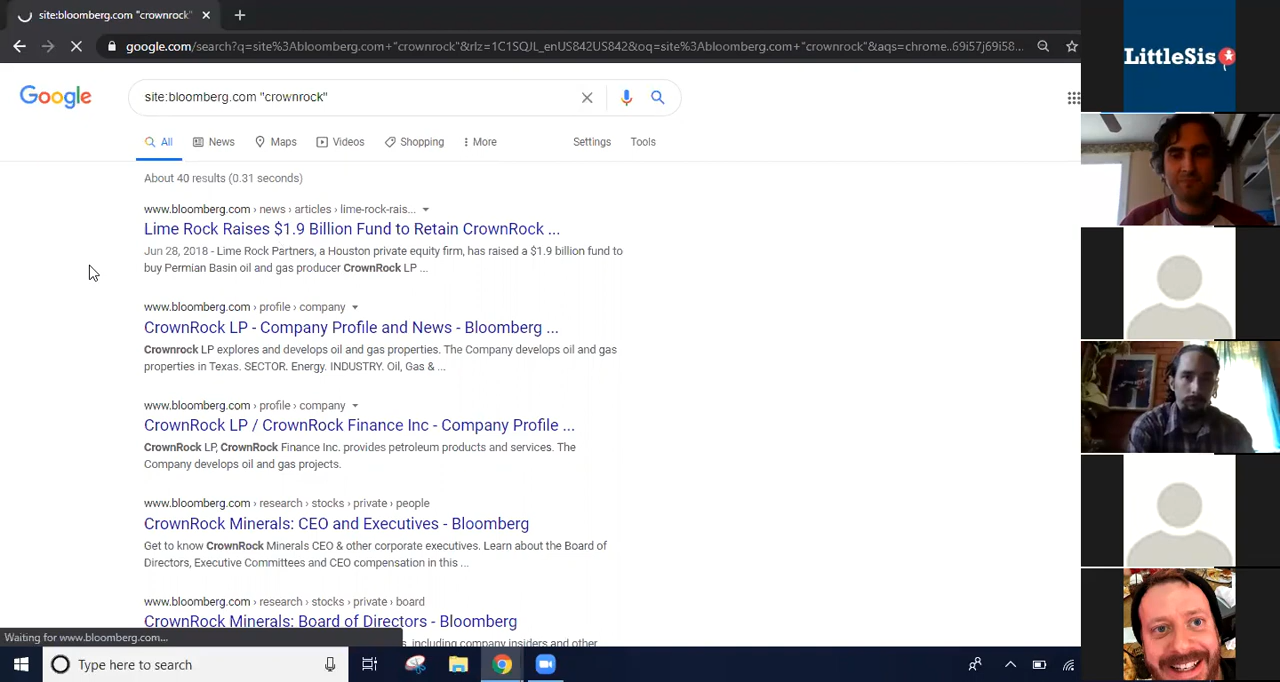 site:bloomberg.com "crownrock"
google.com/search?q=site%3Abloomberg.com+"crownrock"&rlz=1C1SQJL_enUS842US842&oq=site%3Abloomberg.com+"crownrock"&aqs=chrome..69i57j69i58...
Google
site:bloomberg.com "crownrock"
All
News
Maps
Videos
Shopping
More
Settings
Tools
About 40 results (0.31 seconds)
www.bloomberg.com › news › articles › lime-rock-rais...
Lime Rock Raises $1.9 Billion Fund to Retain CrownRock ...
Jun 28, 2018 - Lime Rock Partners, a Houston private equity firm, has raised a $1.9 billion fund to
buy Permian Basin oil and gas producer CrownRock LP ...
www.bloomberg.com › profile › company
CrownRock LP - Company Profile and News - Bloomberg ...
Crownrock LP explores and develops oil and gas properties. The Company develops oil and gas
properties in Texas. SECTOR. Energy. INDUSTRY. Oil, Gas & ...
www.bloomberg.com › profile › company
CrownRock LP / CrownRock Finance Inc - Company Profile ...
CrownRock LP, CrownRock Finance Inc. provides petroleum products and services. The
Company develops oil and gas projects.
www.bloomberg.com › research › stocks › private › people
CrownRock Minerals: CEO and Executives - Bloomberg
Get to know CrownRock Minerals CEO & other corporate executives. Learn about the Board of
Directors, Executive Committees and CEO compensation in this ...
www.bloomberg.com › research › stocks › private › board
CrownRock Minerals: Board of Directors - Bloomberg
, including company insiders and other
Waiting for www.bloomberg.com...
Type here to search
LittleSis